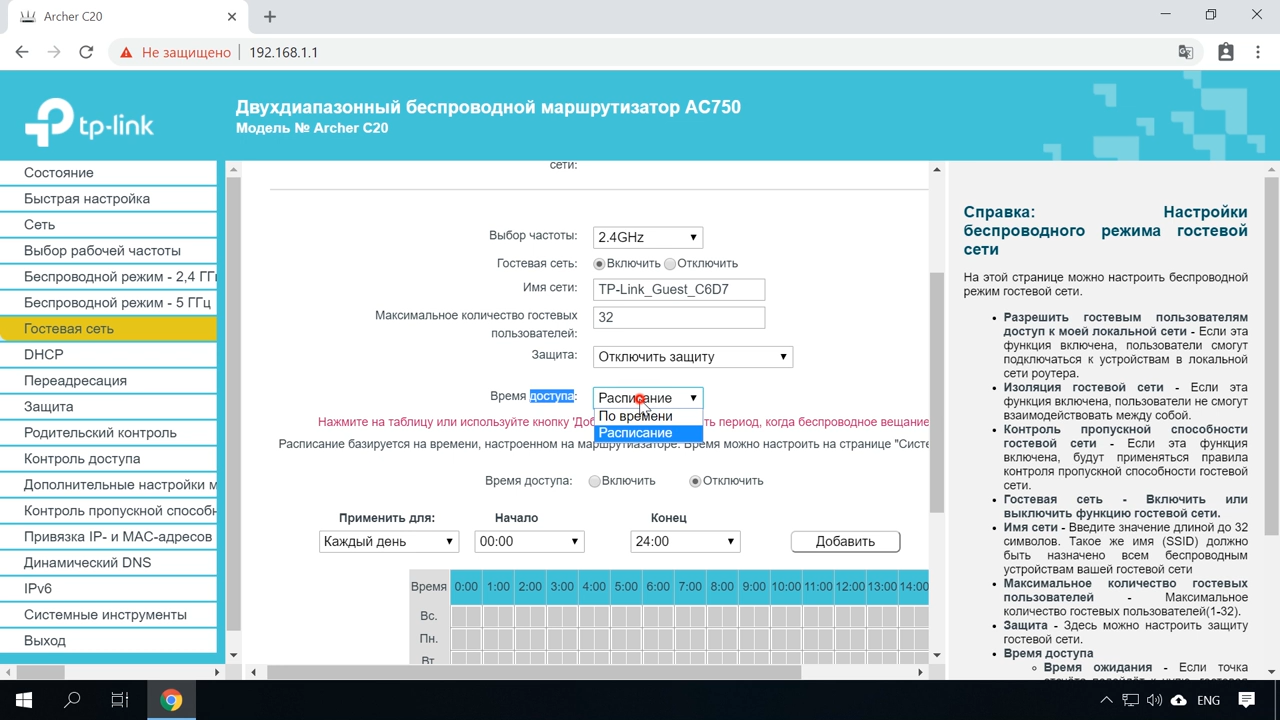 Archer C20
Не защищено
192.168.1.1
tp-link
Двухдиапазонный беспроводной маршрутизатор AC750
Модель № Archer C20
Состояние
Быстрая настройка
Сеть
Выбор рабочей частоты
Беспроводной режим - 2,4 ГГц
Беспроводной режим - 5 ГГц
Гостевая сеть
DHCP
Переадресация
Защита
Родительский контроль
Контроль доступа
Дополнительные настройки м
Контроль пропускной способн
Привязка IP- и MAC-адресов
Динамический DNS
IPv6
Системные инструменты
Выход
сети:
Выбор частоты: 2.4GHz
Гостевая сеть: Включить Отключить
Имя сети: TP-Link_Guest_C6D7
Максимальное количество гостевых
пользователей: 32
Защита: Отключить защиту
Время доступа: Расписание
По времени
Расписание
Нажмите на таблицу или используйте кнопку 'Доб ть период, когда беспроводное вещание
Расписание базируется на времени, настроенном на маршрутизаторе. Время можно настроить на странице "Систе
Время доступа: Включить Отключить
Применить для: Начало Конец
Каждый день 00:00 24:00 Добавить
Время 0:00 1:00 2:00 3:00 4:00 5:00 6:00 7:00 8:00 9:00 10:00 11:00 12:00 13:00 14:00
Вс.
Пн.
Вт
Справка: Настройки
беспроводного режима гостевой
сети
На этой странице можно настроить беспроводной
режим гостевой сети.
• Разрешить гостевым пользователям
доступ к моей локальной сети - Если эта
функция включена, пользователи смогут
подключаться к устройствам в локальной
сети роутера.
• Изоляция гостевой сети - Если эта
функция включена, пользователи не смогут
взаимодействовать между собой.
• Контроль пропускной способности
гостевой сети - Если эта функция
включена, будут применяться правила
контроля пропускной способности гостевой
сети.
• Гостевая сеть - Включить или
выключить функцию гостевой сети.
• Имя сети - Введите значение длиной до 32
символов. Такое же имя (SSID) должно
быть назначено всем беспроводным
устройствам вашей гостевой сети
• Максимальное количество гостевых
пользователей - Максимальное
количество гостевых пользователей(1-32).
• Защита - Здесь можно настроить защиту
гостевой сети.
• Время доступа
Время ожидания - Если точка
ENG